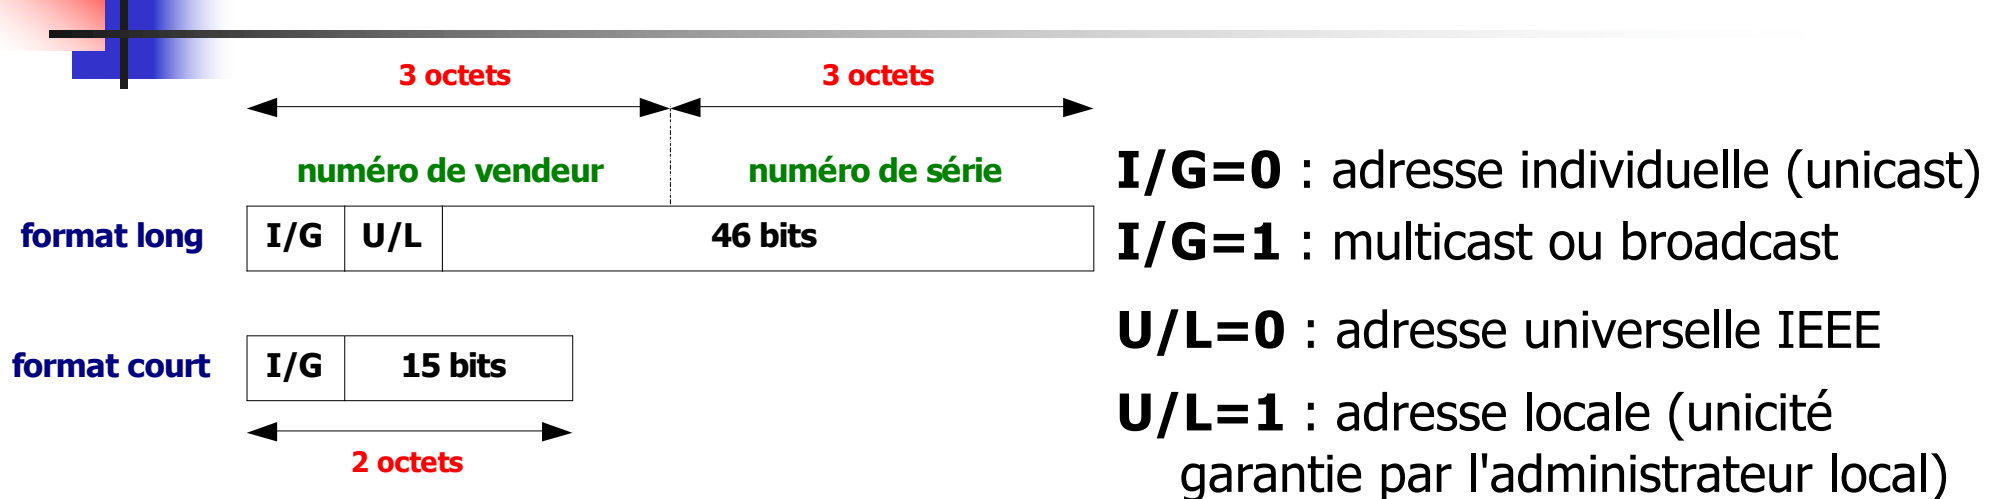 3 octets
3 octets
numéro de vendeur
numéro de série
format long
I/G
U/L
46 bits
format court
I/G
15 bits
2 octets
I/G=0 : adresse individuelle (unicast)
I/G=1 : multicast ou broadcast
U/L=0 : adresse universelle IEEE
U/L=1 : adresse locale (unicité
garantie par l'administrateur local)